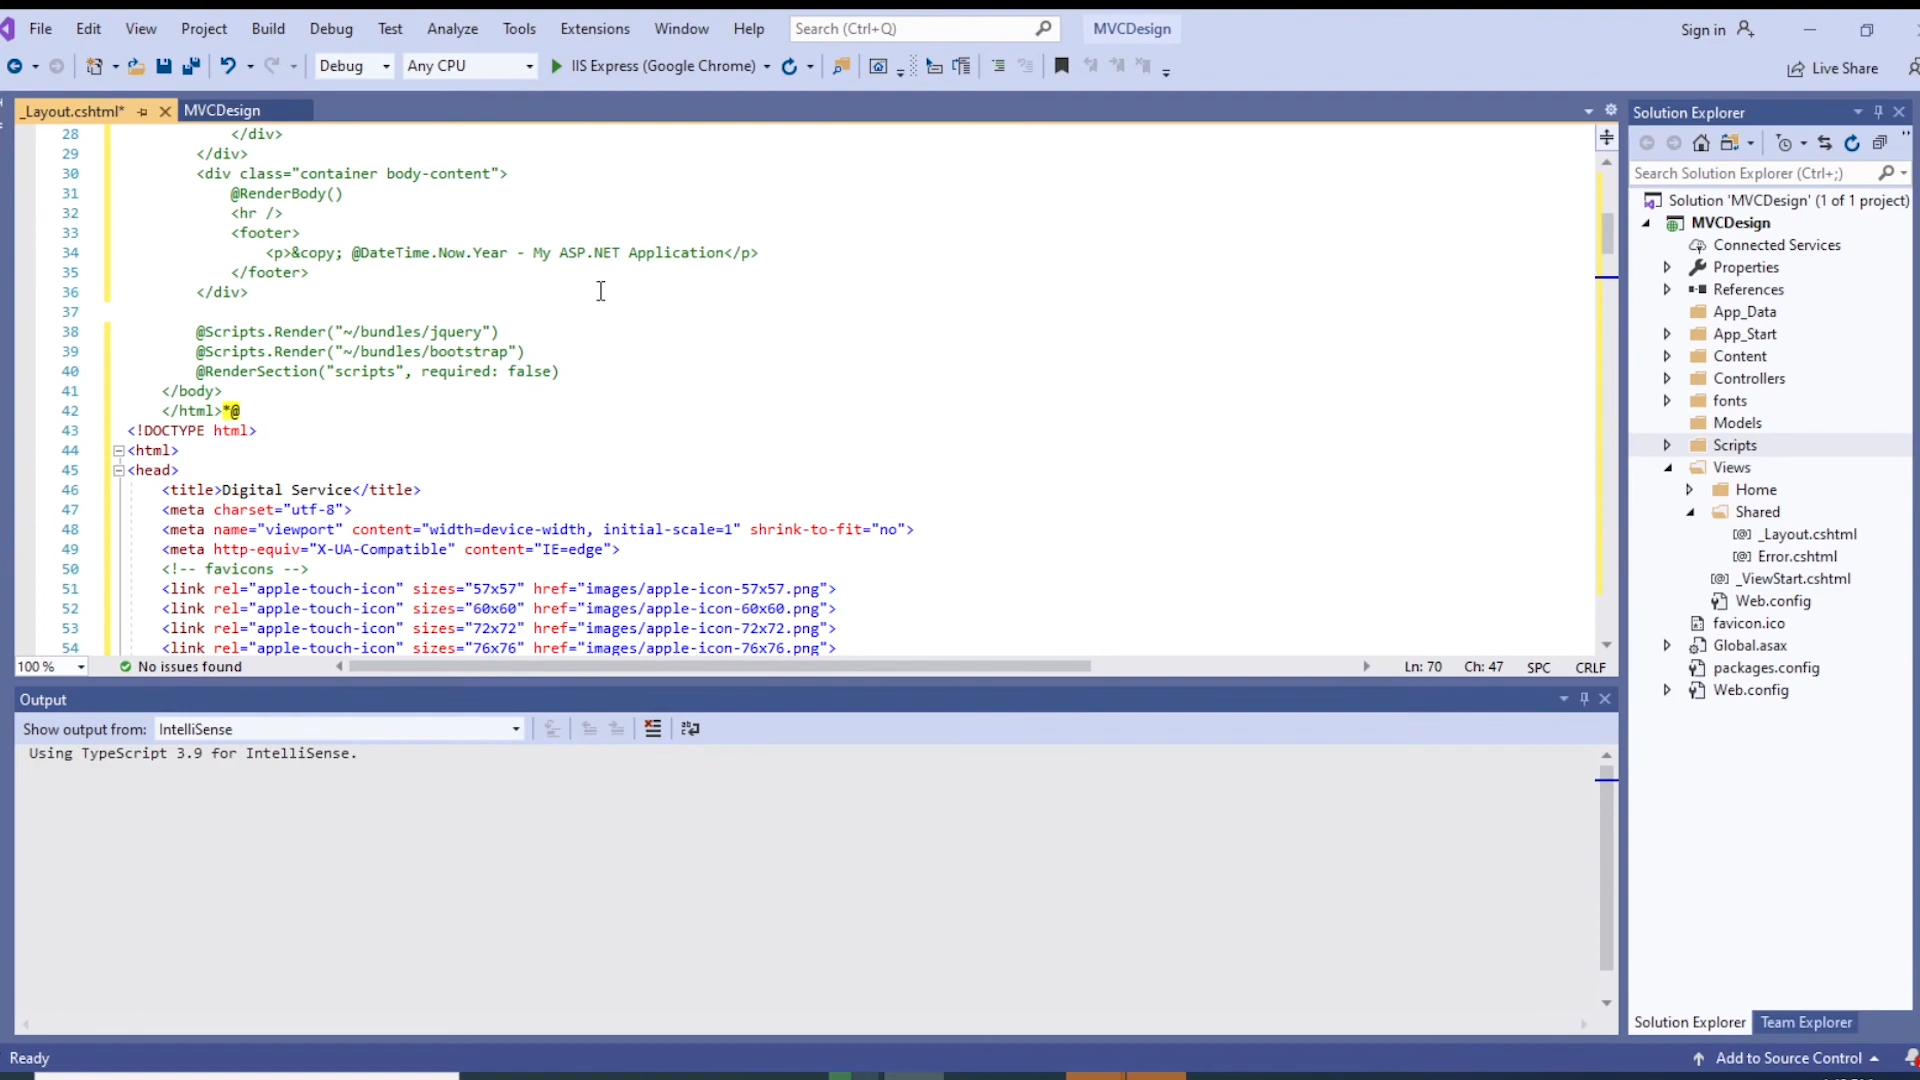 File Edit View Project Build Debug Test Analyze Tools Extensions Window Help Search (Ctrl+Q) MVCDesign Sign in
Debug Any CPU IIS Express (Google Chrome) Live Share
_Layout.cshtml* MVCDesign
28 </div>
29 </div>
30 <div class="container body-content">
31 @RenderBody()
32 <hr />
33 <footer>
34 <p>&copy; @DateTime.Now.Year - My ASP.NET Application</p>
35 </footer>
36 </div>
37
38 @Scripts.Render("~/bundles/jquery")
39 @Scripts.Render("~/bundles/bootstrap")
40 @RenderSection("scripts", required: false)
41 </body>
42 </html>*@
43 <!DOCTYPE html>
44 <html>
45 <head>
46 <title>Digital Service</title>
47 <meta charset="utf-8">
48 <meta name="viewport" content="width=device-width, initial-scale=1" shrink-to-fit="no">
49 <meta http-equiv="X-UA-Compatible" content="IE=edge">
50 <!-- favicons -->
51 <link rel="apple-touch-icon" sizes="57x57" href="images/apple-icon-57x57.png">
52 <link rel="apple-touch-icon" sizes="60x60" href="images/apple-icon-60x60.png">
53 <link rel="apple-touch-icon" sizes="72x72" href="images/apple-icon-72x72.png">
54 <link rel="apple-touch-icon" sizes="76x76" href="images/apple-icon-76x76.png">
100 % No issues found Ln: 70 Ch: 47 SPC CRLF
Output
Show output from: IntelliSense
Using TypeScript 3.9 for IntelliSense.
Solution Explorer
Search Solution Explorer (Ctrl+;)
Solution 'MVCDesign' (1 of 1 project)
MVCDesign
Connected Services
Properties
References
App_Data
App_Start
Content
Controllers
fonts
Models
Scripts
Views
Home
Shared
_Layout.cshtml
Error.cshtml
_ViewStart.cshtml
Web.config
favicon.ico
Global.asax
packages.config
Web.config
Solution Explorer Team Explorer
Ready Add to Source Control